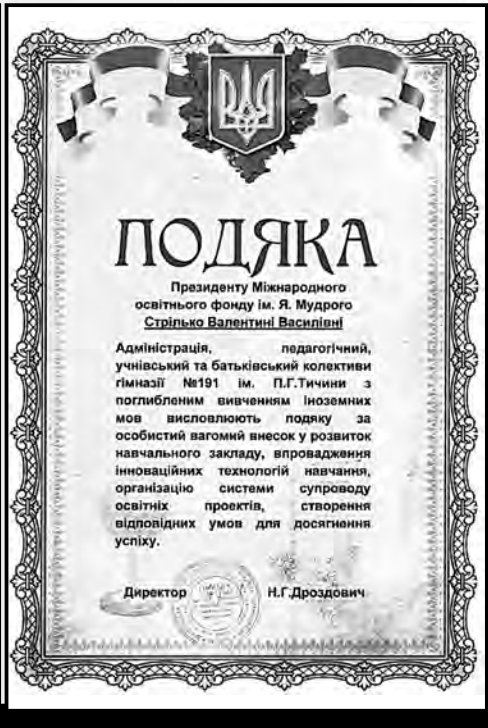 ПОДЯКА
Президенту Міжнародного
освітнього фонду ім. Я. Мудрого
Стрілько Валентині Василівні
Адміністрація, педагогічний,
учнівський та батьківський колективи
гімназії №191 ім. П.Г.Тичини з
поглибленим вивченням іноземних
мов висловлюють подяку за
особистий вагомий внесок у розвиток
навчального закладу, впровадження
інноваційних технологій навчання,
організацію системи супроводу
освітніх проектів, створення
відповідних умов для досягнення
успіху.
Директор Н.Г.Дроздович